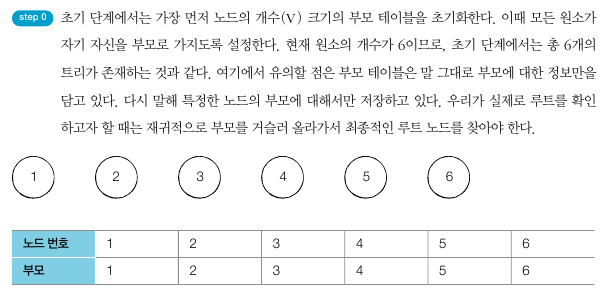 step 0 초기 단계에서는 가장 먼저 노드의 개수(V) 크기의 부모 테이블을 초기화한다. 이때 모든 원소가
자기 자신을 부모로 가지도록 설정한다. 현재 원소의 개수가 6이므로, 초기 단계에서는 총 6개의
트리가 존재하는 것과 같다. 여기에서 유의할 점은 부모 테이블은 말 그대로 부모에 대한 정보만을
담고 있다. 다시 말해 특정한 노드의 부모에 대해서만 저장하고 있다. 우리가 실제로 루트를 확인
하고자 할 때는 재귀적으로 부모를 거슬러 올라가서 최종적인 루트 노드를 찾아야 한다.
1 2 3 4 5 6
노드 번호 1 2 3 4 5 6
부모 1 2 3 4 5 6